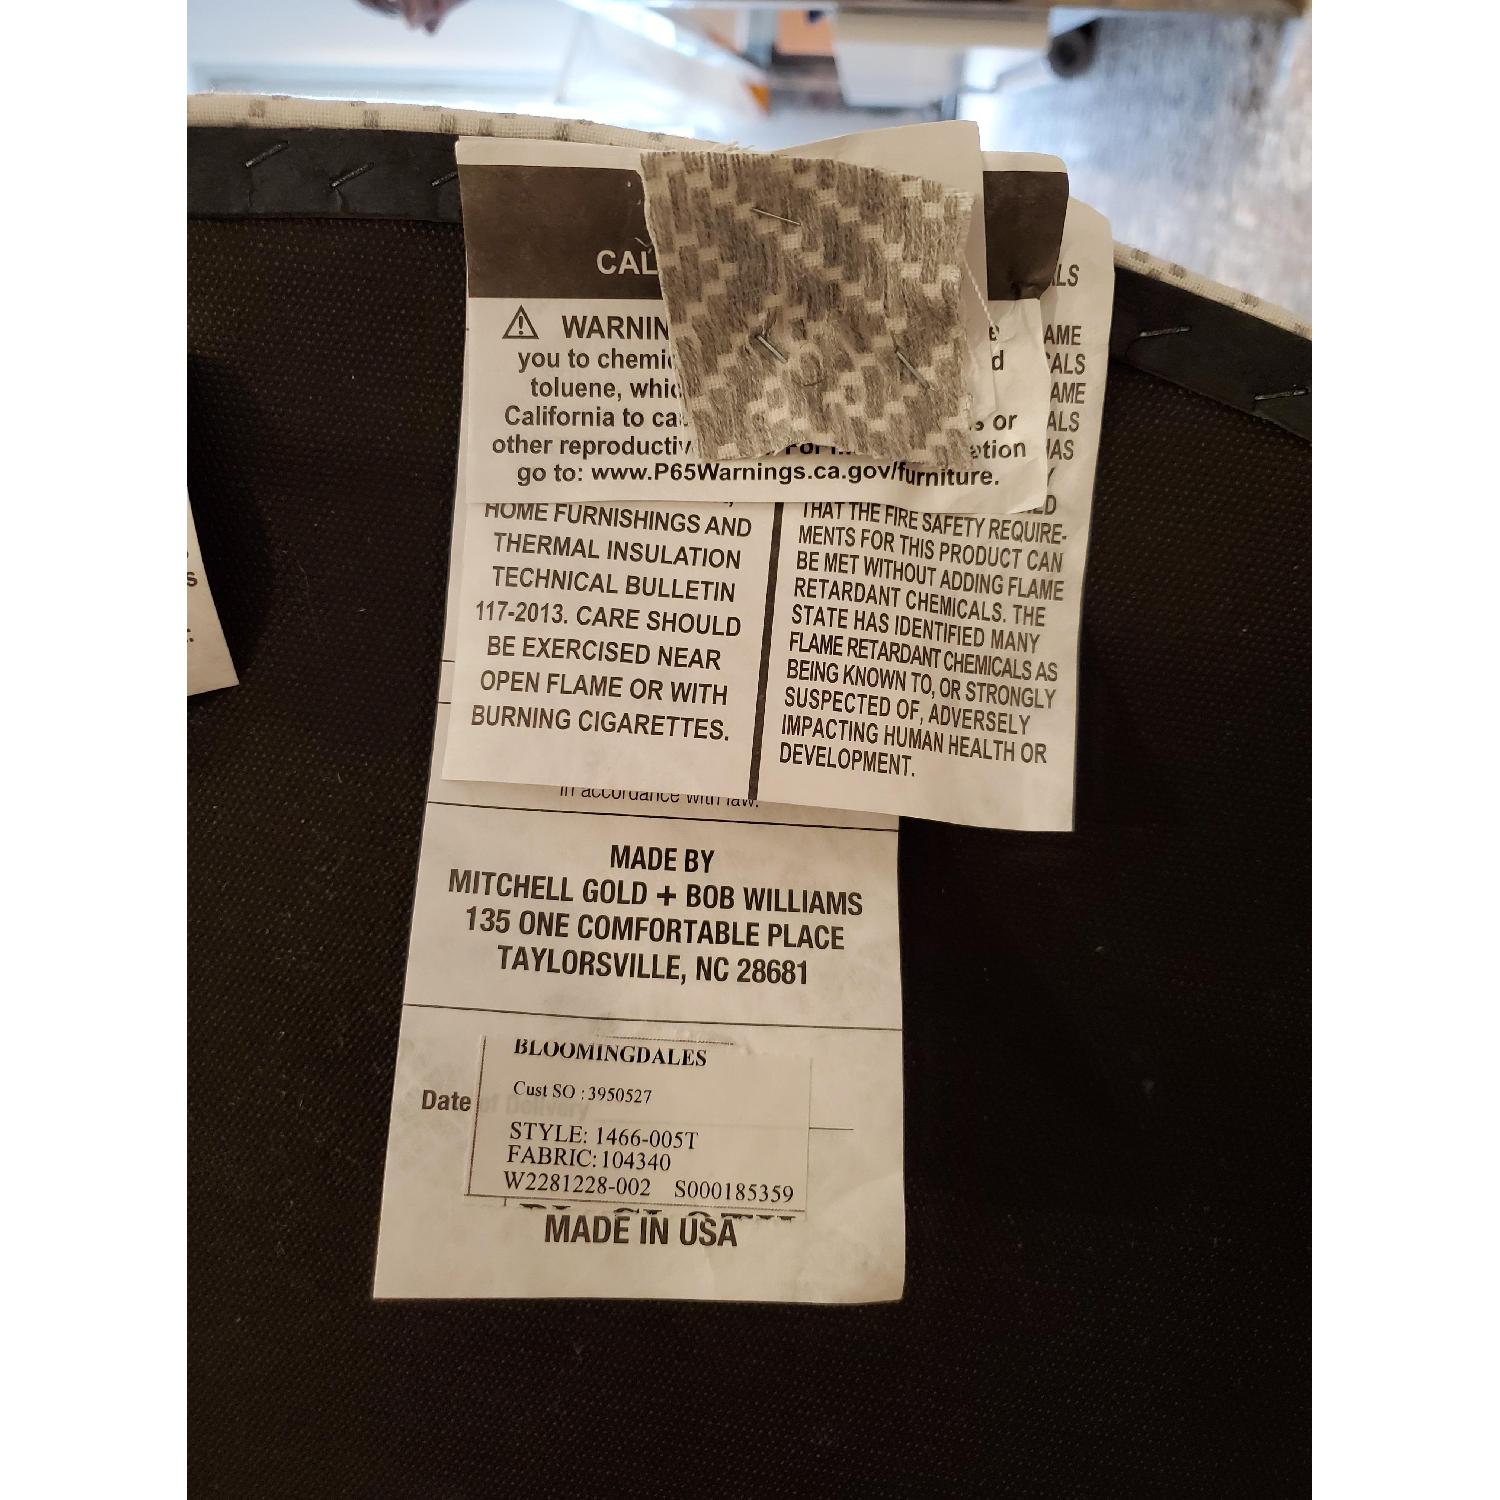 CAL
WARNIN
you to chemic
toluene, whic
d
California to ca
or
other reproductiv
go to: www.P65Warnings.ca.gov/furniture.
ALS
AME
CALS
AME
ALS
HAS
HOME FURNISHINGS AND
THERMAL INSULATION
TECHNICAL BULLETIN
117-2013. CARE SHOULD
BE EXERCISED NEAR
OPEN FLAME OR WITH
BURNING CIGARETTES.
THAT THE FIRE SAFETY REQUIRE-
MENTS FOR THIS PRODUCT CAN
BE MET WITHOUT ADDING FLAME
RETARDANT CHEMICALS. THE
STATE HAS IDENTIFIED MANY
FLAME RETARDANT CHEMICALS AS
BEING KNOWN TO, OR STRONGLY
SUSPECTED OF, ADVERSELY
IMPACTING HUMAN HEALTH OR
DEVELOPMENT.
in accordance with law.
MADE BY
MITCHELL GOLD + BOB WILLIAMS
135 ONE COMFORTABLE PLACE
TAYLORSVILLE, NC 28681
BLOOMINGDALES
Cust SO : 3950527
Date of Delivery
STYLE: 1466-005T
FABRIC: 104340
W2281228-002 S000185359
MADE IN USA